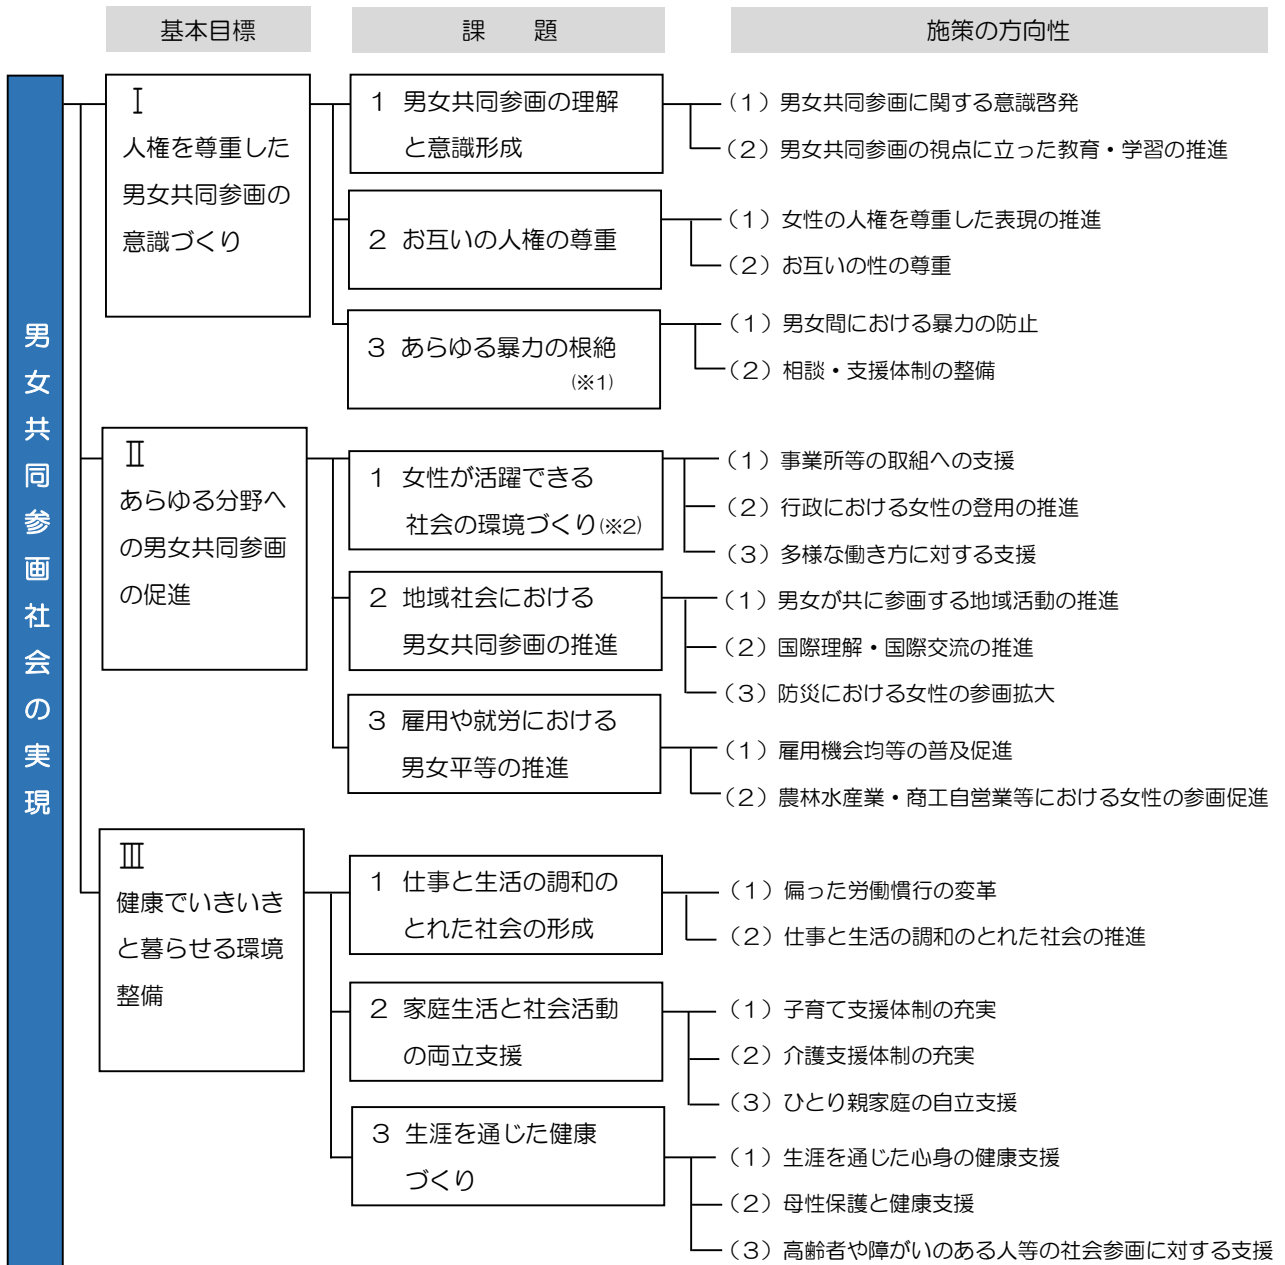 基本目標
課　題
施策の方向性
男女共同参画社会の実現
Ⅰ
人権を尊重した
男女共同参画の
意識づくり
1 男女共同参画の理解
と意識形成
（1）男女共同参画に関する意識啓発
（2）男女共同参画の視点に立った教育・学習の推進
2 お互いの人権の尊重
（1）女性の人権を尊重した表現の推進
（2）お互いの性の尊重
3 あらゆる暴力の根絶
(※1)
（1）男女間における暴力の防止
（2）相談・支援体制の整備
Ⅱ
あらゆる分野へ
の男女共同参画
の促進
1 女性が活躍できる
社会の環境づくり(※2)
（1）事業所等の取組への支援
（2）行政における女性の登用の推進
（3）多様な働き方に対する支援
2 地域社会における
男女共同参画の推進
（1）男女が共に参画する地域活動の推進
（2）国際理解・国際交流の推進
（3）防災における女性の参画拡大
3 雇用や就労における
男女平等の推進
（1）雇用機会均等の普及促進
（2）農林水産業・商工自営業等における女性の参画促進
Ⅲ
健康でいきいき
と暮らせる環境
整備
1 仕事と生活の調和の
とれた社会の形成
（1）偏った労働慣行の変革
（2）仕事と生活の調和のとれた社会の推進
2 家庭生活と社会活動
の両立支援
（1）子育て支援体制の充実
（2）介護支援体制の充実
（3）ひとり親家庭の自立支援
3 生涯を通じた健康
づくり
（1）生涯を通じた心身の健康支援
（2）母性保護と健康支援
（3）高齢者や障がいのある人等の社会参画に対する支援